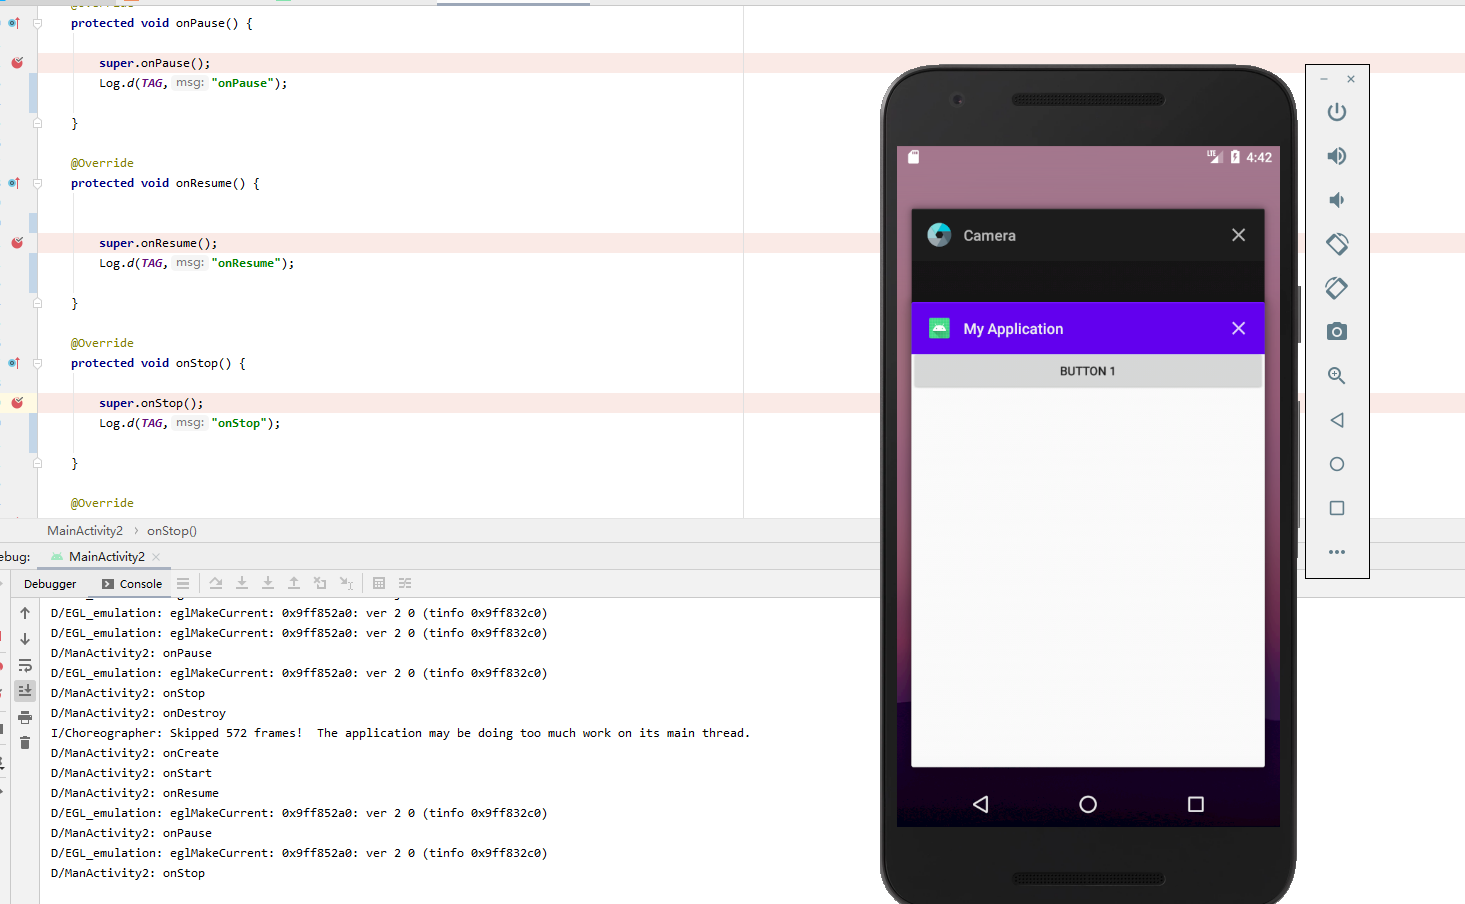 @Override
protected void onPause() {
super.onPause();
Log.d(TAG, msg: "onPause");
}
@Override
protected void onResume() {
super.onResume();
Log.d(TAG, msg: "onResume");
}
@Override
protected void onStop() {
super.onStop();
Log.d(TAG, msg: "onStop");
}
@Override
MainActivity2 › onStop()
ebug: MainActivity2
Debugger Console
D/EGL_emulation: eglMakeCurrent: 0x9ff852a0: ver 2 0 (tinfo 0x9ff832c0)
D/EGL_emulation: eglMakeCurrent: 0x9ff852a0: ver 2 0 (tinfo 0x9ff832c0)
D/ManActivity2: onPause
D/EGL_emulation: eglMakeCurrent: 0x9ff852a0: ver 2 0 (tinfo 0x9ff832c0)
D/ManActivity2: onStop
D/ManActivity2: onDestroy
I/Choreographer: Skipped 572 frames!  The application may be doing too much work on its main thread.
D/ManActivity2: onCreate
D/ManActivity2: onStart
D/ManActivity2: onResume
D/EGL_emulation: eglMakeCurrent: 0x9ff852a0: ver 2 0 (tinfo 0x9ff832c0)
D/ManActivity2: onPause
D/EGL_emulation: eglMakeCurrent: 0x9ff852a0: ver 2 0 (tinfo 0x9ff832c0)
D/ManActivity2: onStop
LTE 4:42
Camera
My Application
BUTTON 1